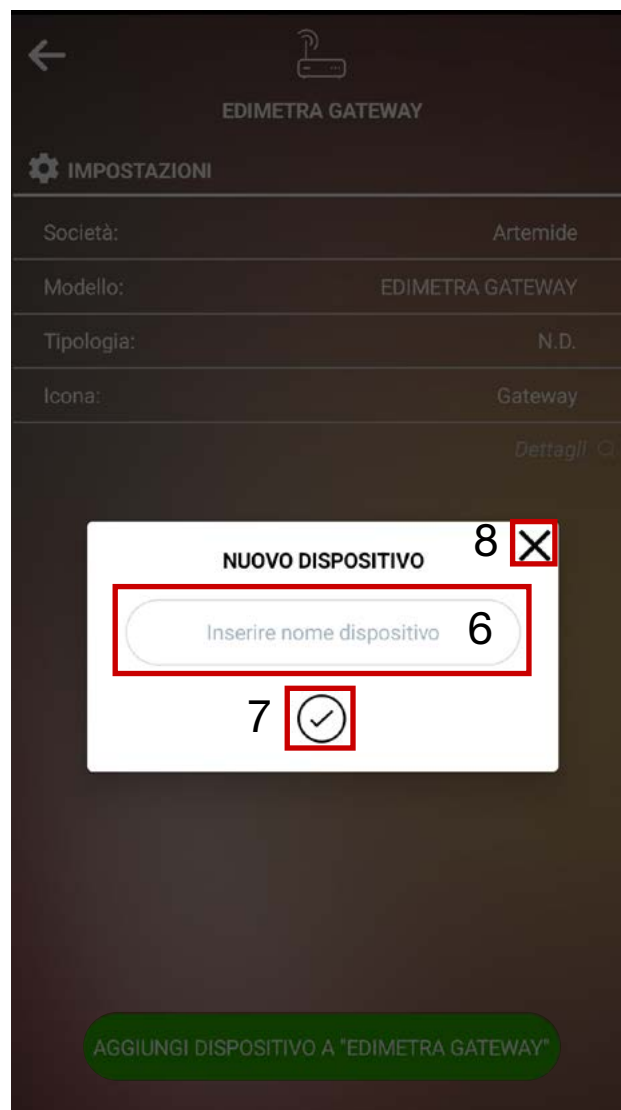 EDIMETRA GATEWAY
IMPOSTAZIONI
Società: Artemide
Modello: EDIMETRA GATEWAY
Tipologia: N.D.
Icona: Gateway
Dettagli
8
NUOVO DISPOSITIVO
Inserire nome dispositivo 6
7
AGGIUNGI DISPOSITIVO A "EDIMETRA GATEWAY"